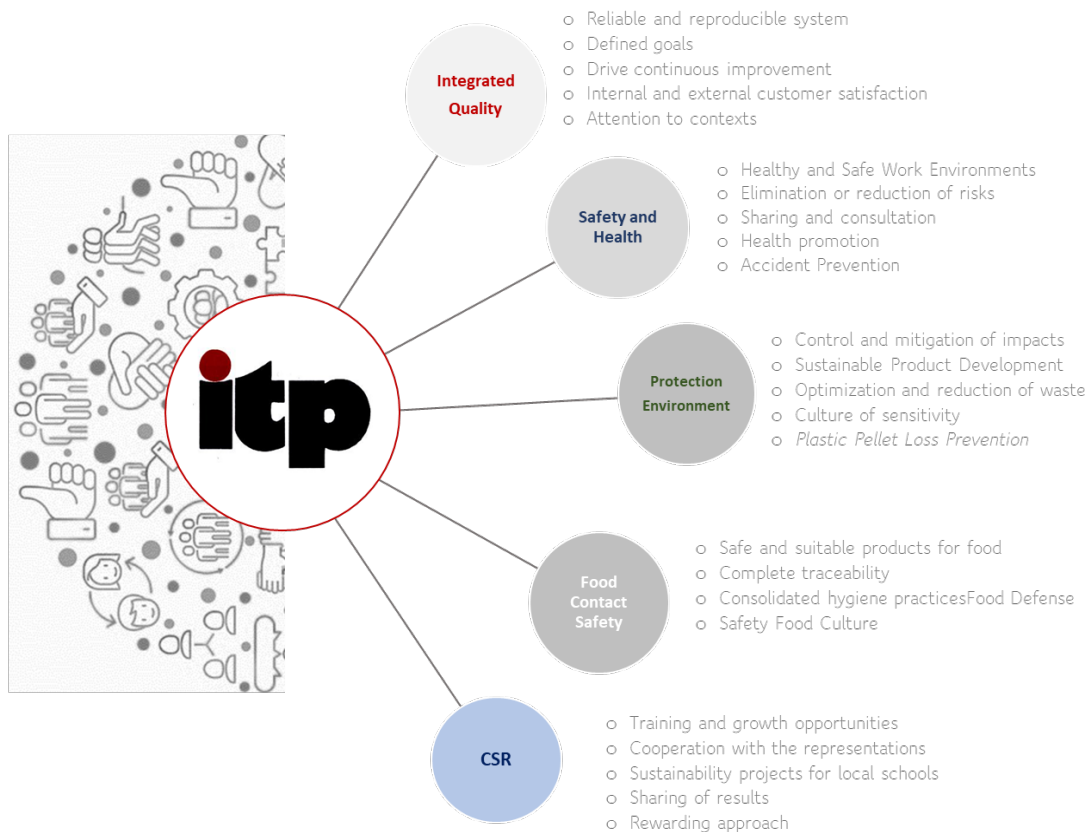 Integrated
Quality
Reliable and reproducible system
Defined goals
Drive continuous improvement
Internal and external customer satisfaction
Attention to contexts
Safety and
Health
Healthy and Safe Work Environments
Elimination or reduction of risks
Sharing and consultation
Health promotion
Accident Prevention
itp
Protection
Environment
Control and mitigation of impacts
Sustainable Product Development
Optimization and reduction of waste
Culture of sensitivity
Plastic Pellet Loss Prevention
Food
Contact
Safety
Safe and suitable products for food
Complete traceability
Consolidated hygiene practicesFood Defense
Safety Food Culture
CSR
Training and growth opportunities
Cooperation with the representations
Sustainability projects for local schools
Sharing of results
Rewarding approach